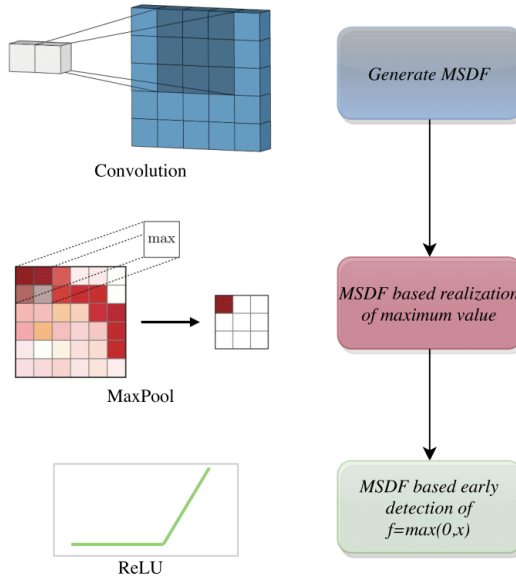 Generate MSDF
Convolution
max
MSDF based realization
of maximum value
MaxPool
MSDF based early
detection of
f=max(0,x)
ReLU